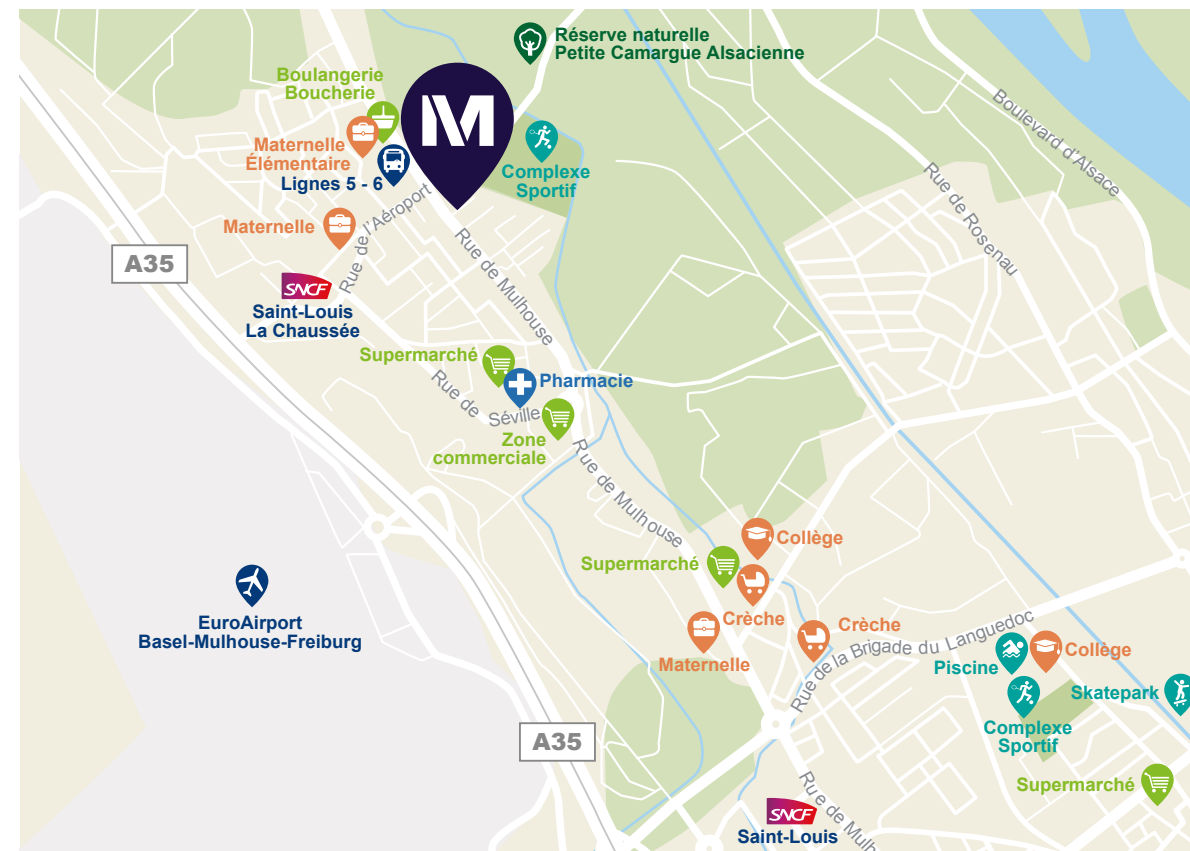 Réserve naturelle
Petite Camargue Alsacienne
Boulangerie
Boucherie
M
Maternelle
Élémentaire
Lignes 5 - 6
Complexe
Sportif
Boulevard d'Alsace
Rue de Rosenau
Maternelle
Rue de l'Aéroport
A35
Rue de Mulhouse
SNCF
Saint-Louis
La Chaussée
Supermarché
Pharmacie
Rue de Séville
Zone
commerciale
Rue de Mulhouse
Collège
Supermarché
EuroAirport
Basel-Mulhouse-Freiburg
Crèche
Crèche
Maternelle
Rue de la Brigade du Languedoc
Piscine
Collège
Skatepark
Complexe
Sportif
A35
Supermarché
Rue de Mulh
SNCF
Saint-Louis